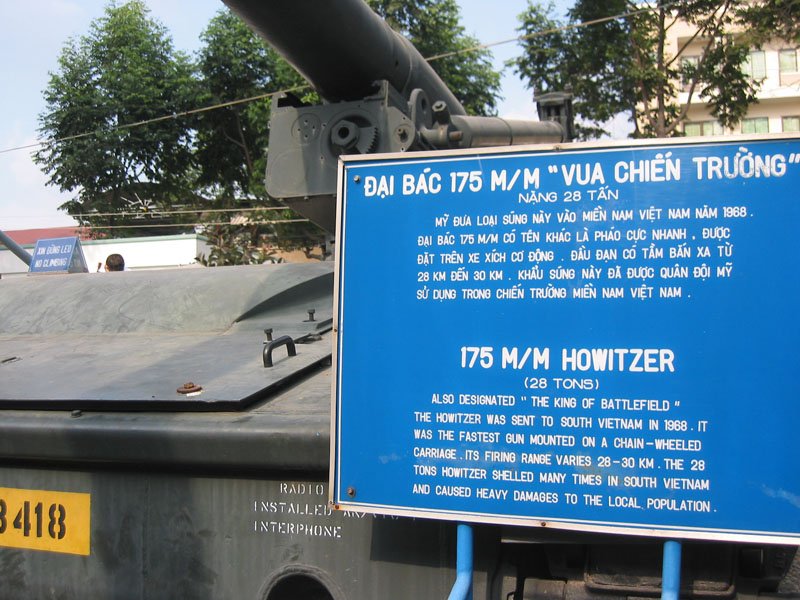 ĐẠI BÁC 175 M/M "VUA CHIẾN TRƯỜNG"
NẶNG 28 TẤN
MỸ ĐƯA LOẠI SÚNG NÀY VÀO MIỀN NAM VIỆT NAM NĂM 1968.
ĐẠI BÁC 175 M/M CÓ TÊN KHÁC LÀ PHÁO CỰC NHANH, ĐƯỢC
ĐẶT TRÊN XE XÍCH CƠ ĐỘNG. ĐẦU ĐẠN CÓ TẦM BẮN XA TỪ
28 KM ĐẾN 30 KM. KHẨU SÚNG NÀY ĐÃ ĐƯỢC QUÂN ĐỘI MỸ
SỬ DỤNG TRONG CHIẾN TRƯỜNG MIỀN NAM VIỆT NAM.
175 M/M HOWITZER
(28 TONS)
ALSO DESIGNATED "THE KING OF BATTLEFIELD"
THE HOWITZER WAS SENT TO SOUTH VIETNAM IN 1968. IT
WAS THE FASTEST GUN MOUNTED ON A CHAIN-WHEELED
CARRIAGE. ITS FIRING RANGE VARIES 28-30 KM. THE 28
TONS HOWITZER SHELLED MANY TIMES IN SOUTH VIETNAM
AND CAUSED HEAVY DAMAGES TO THE LOCAL POPULATION.
XIN ĐỪNG LEO
NO CLIMBING
3418
RADIO
INSTALLED
INTERPHONE